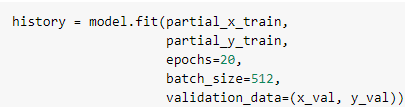 history = model.fit(partial_x_train,
                    partial_y_train,
                    epochs=20,
                    batch_size=512,
                    validation_data=(x_val, y_val))